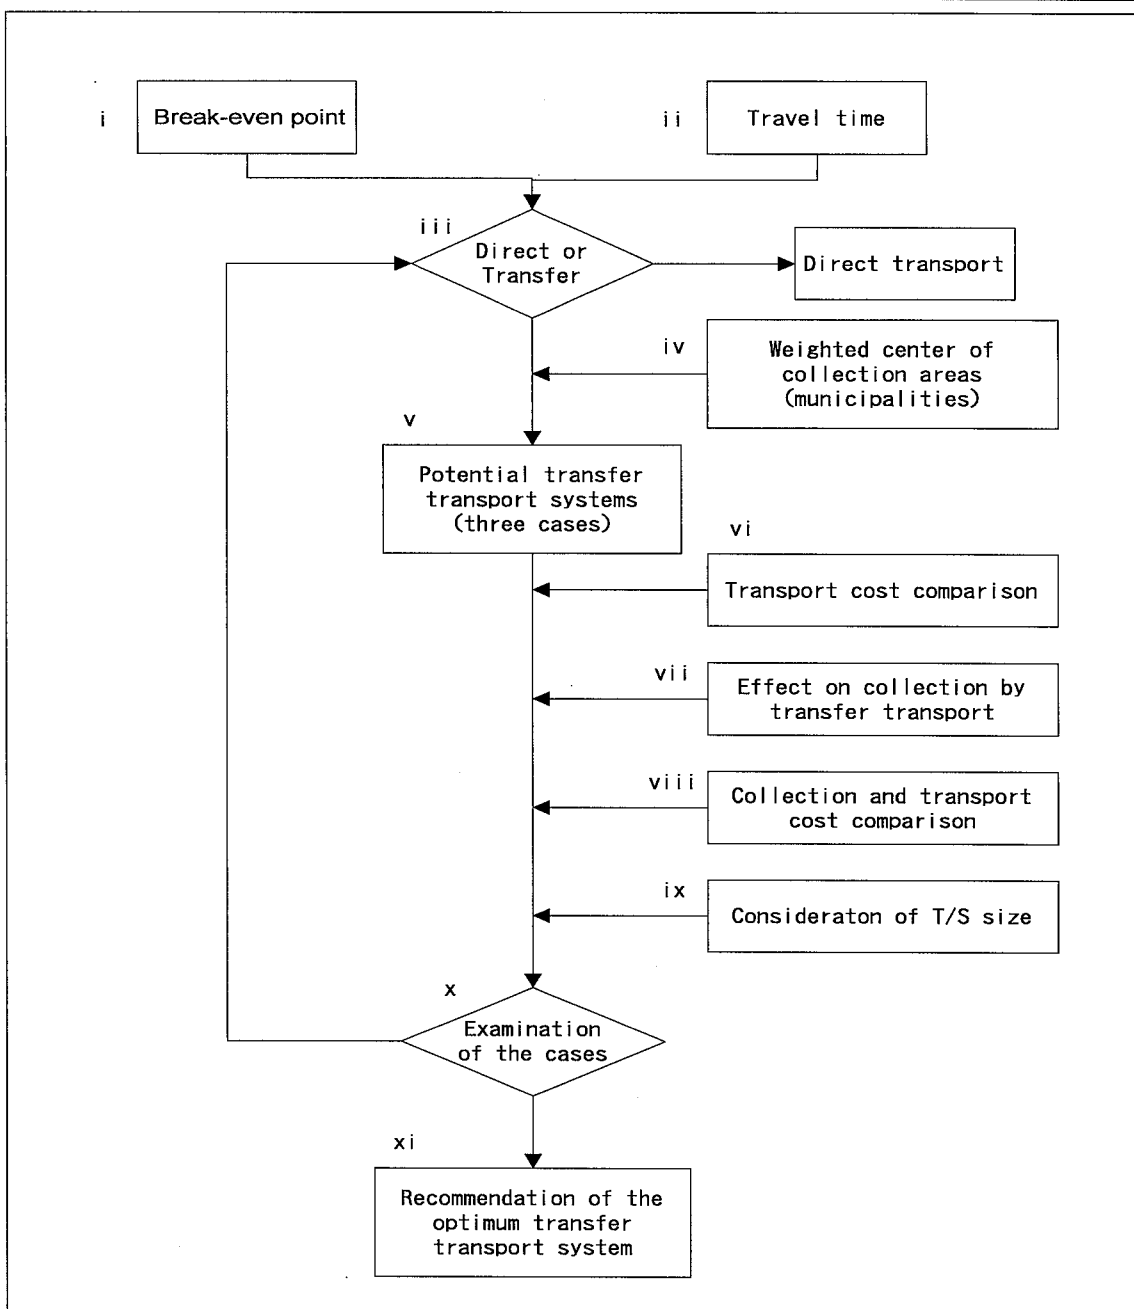 i
Break-even point
ii
Travel time
iii
Direct or
Transfer
Direct transport
iv
Weighted center of
collection areas
(municipalities)
v
Potential transfer
transport systems
(three cases)
vi
Transport cost comparison
vii
Effect on collection by
transfer transport
viii
Collection and transport
cost comparison
ix
Consideraton of T/S size
x
Examination
of the cases
xi
Recommendation of the
optimum transfer
transport system